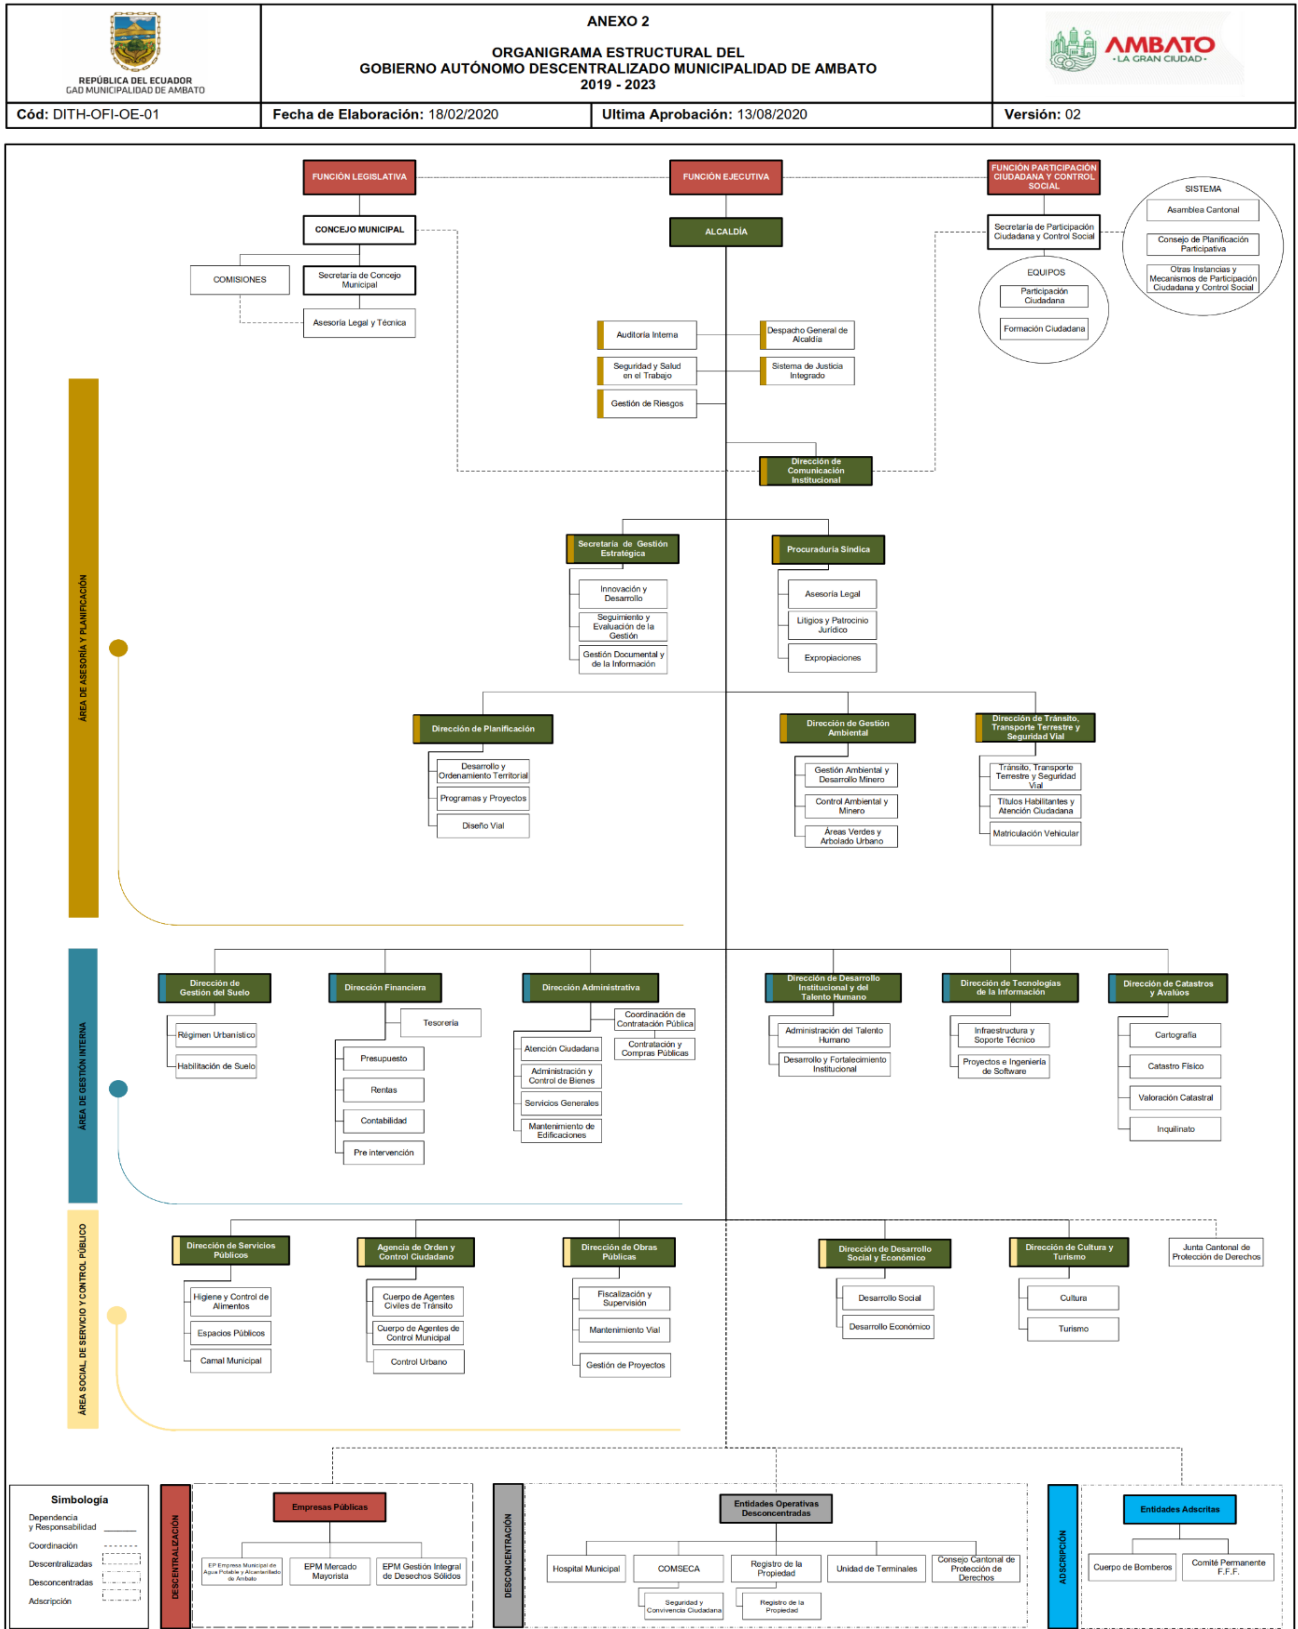 REPÚBLICA DEL ECUADOR
GAD MUNICIPALIDAD DE AMBATO
ANEXO 2
ORGANIGRAMA ESTRUCTURAL DEL
GOBIERNO AUTÓNOMO DESCENTRALIZADO MUNICIPALIDAD DE AMBATO
2019 - 2023
AMBATO
•LA GRAN CIUDAD•
Cód: DITH-OFI-OE-01
Fecha de Elaboración: 18/02/2020
Ultima Aprobación: 13/08/2020
Versión: 02
FUNCIÓN LEGISLATIVA
FUNCIÓN EJECUTIVA
FUNCIÓN PARTICIPACIÓN
CIUDADANA Y CONTROL
SOCIAL
CONCEJO MUNICIPAL
ALCALDÍA
Secretaría de Participación
Ciudadana y Control Social
SISTEMA
Asamblea Cantonal
Consejo de Planificación
Participativa
Otras Instancias y
Mecanismos de Participación
Ciudadana y Control Social
COMISIONES
Secretaría de Concejo
Municipal
Asesoría Legal y Técnica
EQUIPOS
Participación
Ciudadana
Formación Ciudadana
Auditoría Interna
Despacho General de
Alcaldía
Seguridad y Salud
en el Trabajo
Sistema de Justicia
Integrado
Gestión de Riesgos
Dirección de
Comunicación
Institucional
ÁREA DE ASESORÍA Y PLANIFICACIÓN
Secretaría de Gestión
Estratégica
Innovación y
Desarrollo
Seguimiento y
Evaluación de la
Gestión
Gestión Documental y
de la Información
Procuraduría Síndica
Asesoría Legal
Litigios y Patrocinio
Jurídico
Expropiaciones
Dirección de Planificación
Desarrollo y
Ordenamiento Territorial
Programas y Proyectos
Diseño Vial
Dirección de Gestión
Ambiental
Gestión Ambiental y
Desarrollo Minero
Control Ambiental y
Minero
Áreas Verdes y
Arbolado Urbano
Dirección de Tránsito,
Transporte Terrestre y
Seguridad Vial
Tránsito, Transporte
Terrestre y Seguridad
Vial
Títulos Habilitantes y
Atención Ciudadana
Matriculación Vehicular
ÁREA DE GESTIÓN INTERNA
Dirección de
Gestión del Suelo
Régimen Urbanístico
Habilitación de Suelo
Dirección Financiera
Tesorería
Presupuesto
Rentas
Contabilidad
Pre intervención
Dirección Administrativa
Coordinación de
Contratación Pública
Contratación y
Compras Públicas
Atención Ciudadana
Administración y
Control de Bienes
Servicios Generales
Mantenimiento de
Edificaciones
Dirección de Desarrollo
Institucional y del
Talento Humano
Administración del Talento
Humano
Desarrollo y Fortalecimiento
Institucional
Dirección de Tecnologías
de la Información
Infraestructura y
Soporte Técnico
Proyectos e Ingeniería
de Software
Dirección de Catastros
y Avalúos
Cartografía
Catastro Físico
Valoración Catastral
Inquilinato
ÁREA SOCIAL, DE SERVICIO Y CONTROL PÚBLICO
Dirección de Servicios
Públicos
Higiene y Control de
Alimentos
Espacios Públicos
Camal Municipal
Agencia de Orden y
Control Ciudadano
Cuerpo de Agentes
Civiles de Tránsito
Cuerpo de Agentes de
Control Municipal
Control Urbano
Dirección de Obras
Públicas
Fiscalización y
Supervisión
Mantenimiento Vial
Gestión de Proyectos
Dirección de Desarrollo
Social y Económico
Desarrollo Social
Desarrollo Económico
Dirección de Cultura y
Turismo
Cultura
Turismo
Junta Cantonal de
Protección de Derechos
Simbología
Dependencia
y Responsabilidad
Coordinación
Descentralizadas
Desconcentradas
Adscripción
DESCENTRALIZACIÓN
Empresas Públicas
EP Empresa Municipal de
Agua Potable y Alcantarillado
de Ambato
EPM Mercado
Mayorista
EPM Gestión Integral
de Desechos Sólidos
DESCONCENTRACIÓN
Entidades Operativas
Desconcentradas
Hospital Municipal
COMSECA
Seguridad y
Convivencia Ciudadana
Registro de la
Propiedad
Registro de la
Propiedad
Unidad de Terminales
Consejo Cantonal de
Protección de
Derechos
ADSCRIPCIÓN
Entidades Adscritas
Cuerpo de Bomberos
Comité Permanente
F.F.F.